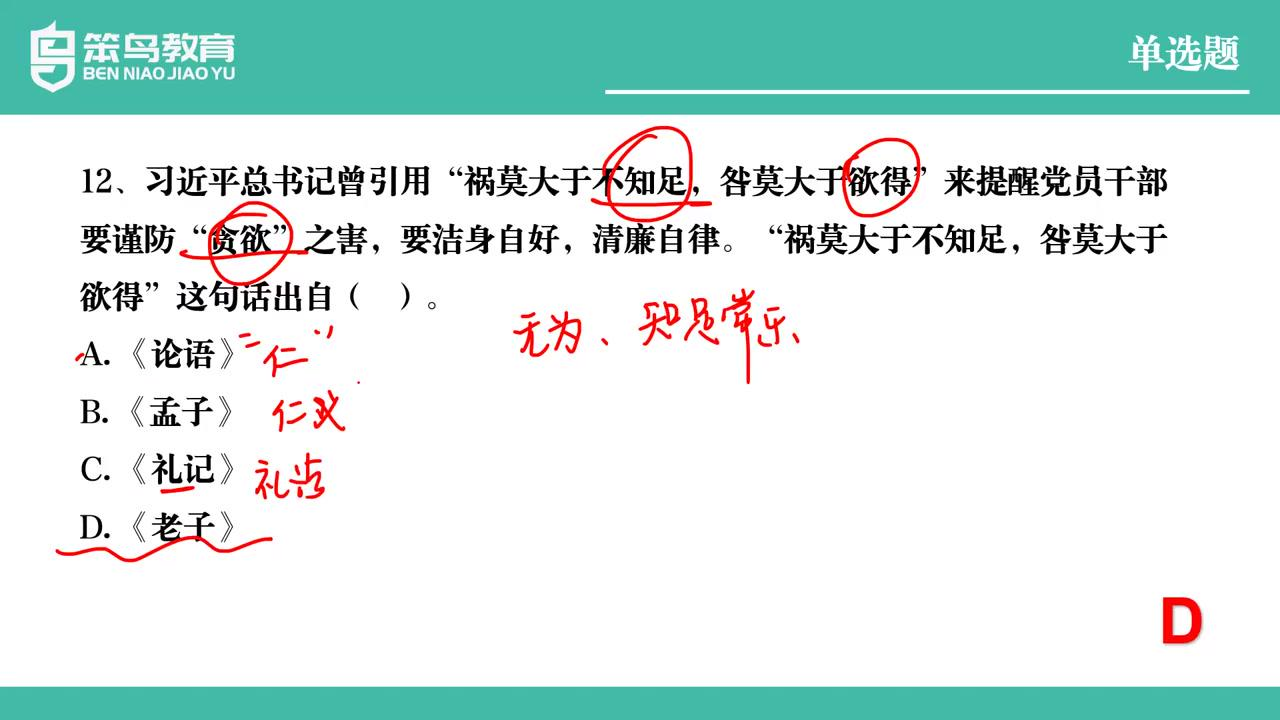 笨鸟教育
BEN NIAO JIAO YU
单选题
12、习近平总书记曾引用“祸莫大于不知足，咎莫大于欲得”来提醒党员干部
要谨防“贪欲”之害，要洁身自好，清廉自律。“祸莫大于不知足，咎莫大于
欲得”这句话出自（ ）。
无为、知足常乐、
A.《论语》“仁”
B.《孟子》 仁政
C.《礼记》
D.《老子》
D